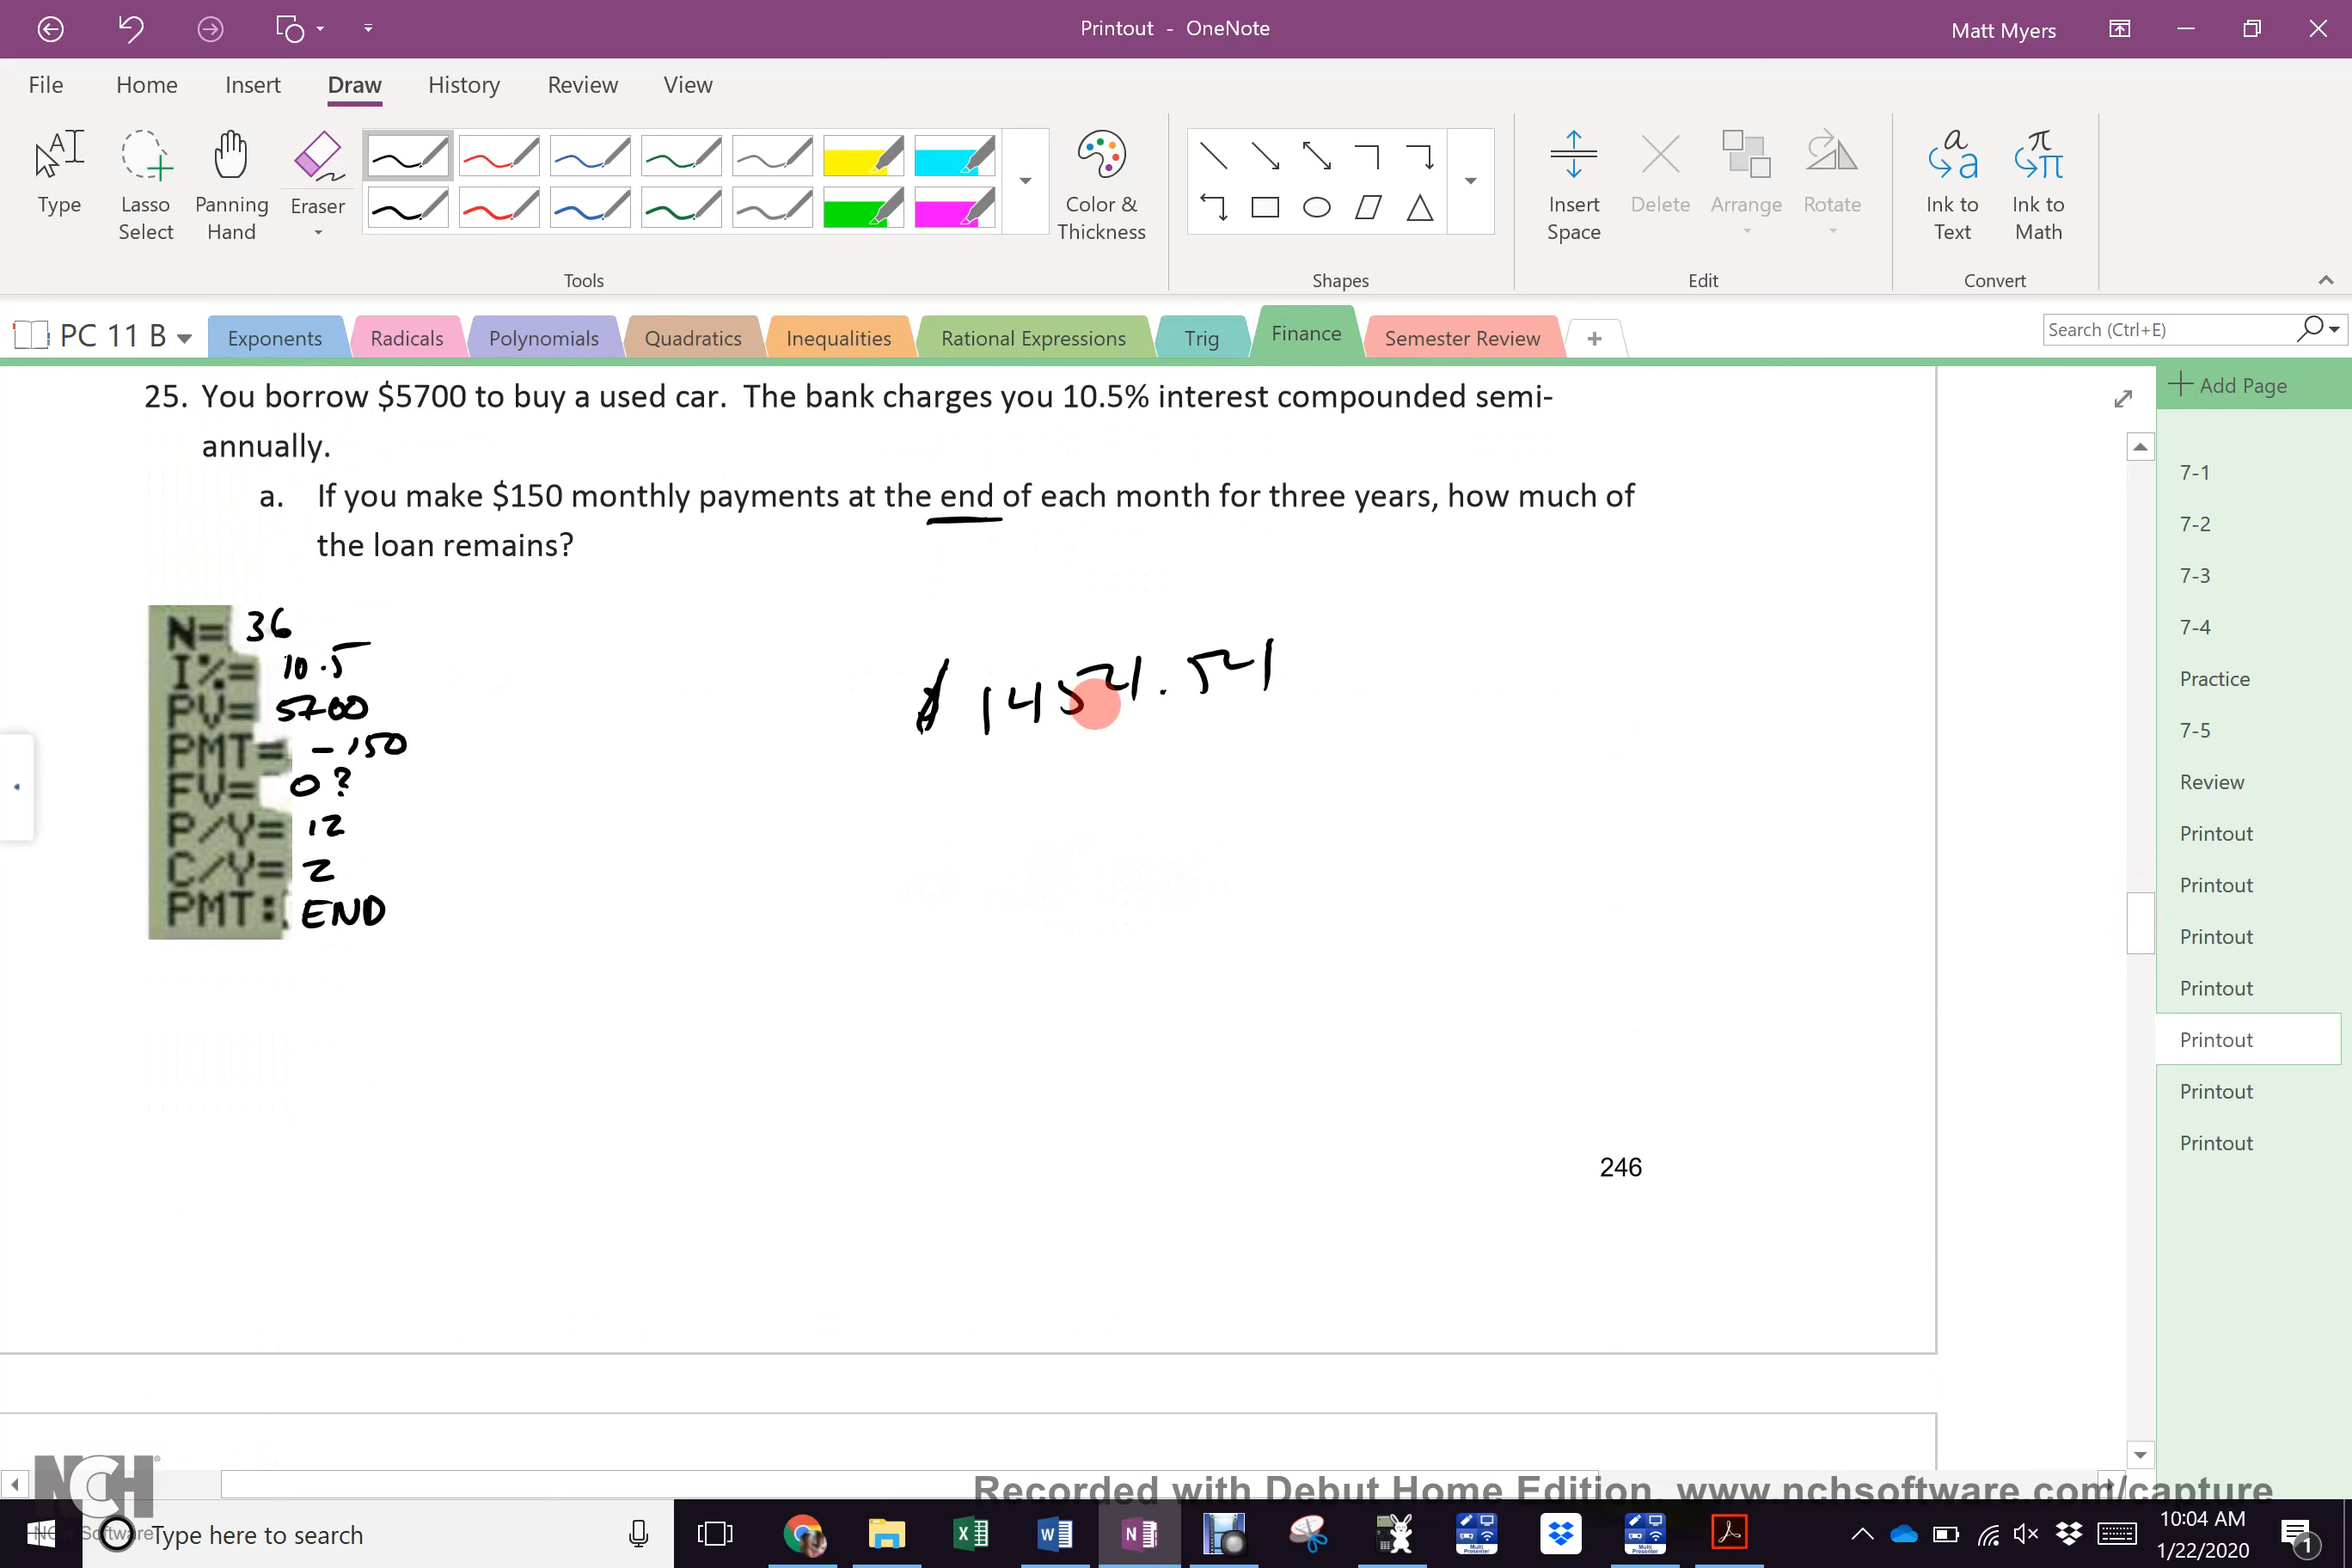 Printout - OneNote
Matt Myers
File Home Insert Draw History Review View
Type
Lasso Select
Panning Hand
Eraser
Color & Thickness
Insert Space
Delete
Arrange
Rotate
Ink to Text
Ink to Math
Tools
Shapes
Edit
Convert
PC 11 B
Exponents Radicals Polynomials Quadratics Inequalities Rational Expressions Trig Finance Semester Review
Search (Ctrl+E)
25. You borrow $5700 to buy a used car. The bank charges you 10.5% interest compounded semi-
annually.
a. If you make $150 monthly payments at the end of each month for three years, how much of
the loan remains?
N= 36
I%= 10.5
PV= 5700
PMT= -150
FV= 0?
P/Y= 12
C/Y= 2
PMT: END
$ 1451.521
246
Add Page
7-1
7-2
7-3
7-4
Practice
7-5
Review
Printout
Printout
Printout
Printout
Printout
Printout
Printout
NCH
NCH Software
Recorded with Debut Home Edition. www.nchsoftware.com/capture
Type here to search
10:04 AM
1/22/2020
1